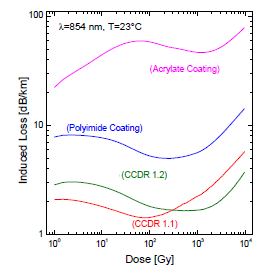 100
λ=854 nm, T=23°C
(Acrylate Coating)
Induced Loss [dB/km]
(Polyimide Coating)
10
(CCDR 1.2)
(CCDR 1.1)
1
10⁰ 10¹ 10² 10³ 10⁴
Dose [Gy]